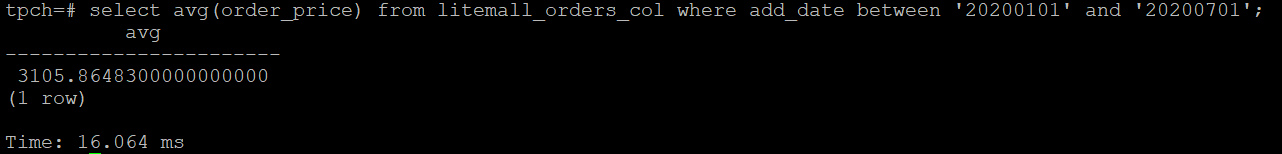 tpch=# select avg(order_price) from litemall_orders_col where add_date between '20200101' and '20200701';
avg
-----------------------
3105.8648300000000000
(1 row)
Time: 16.064 ms